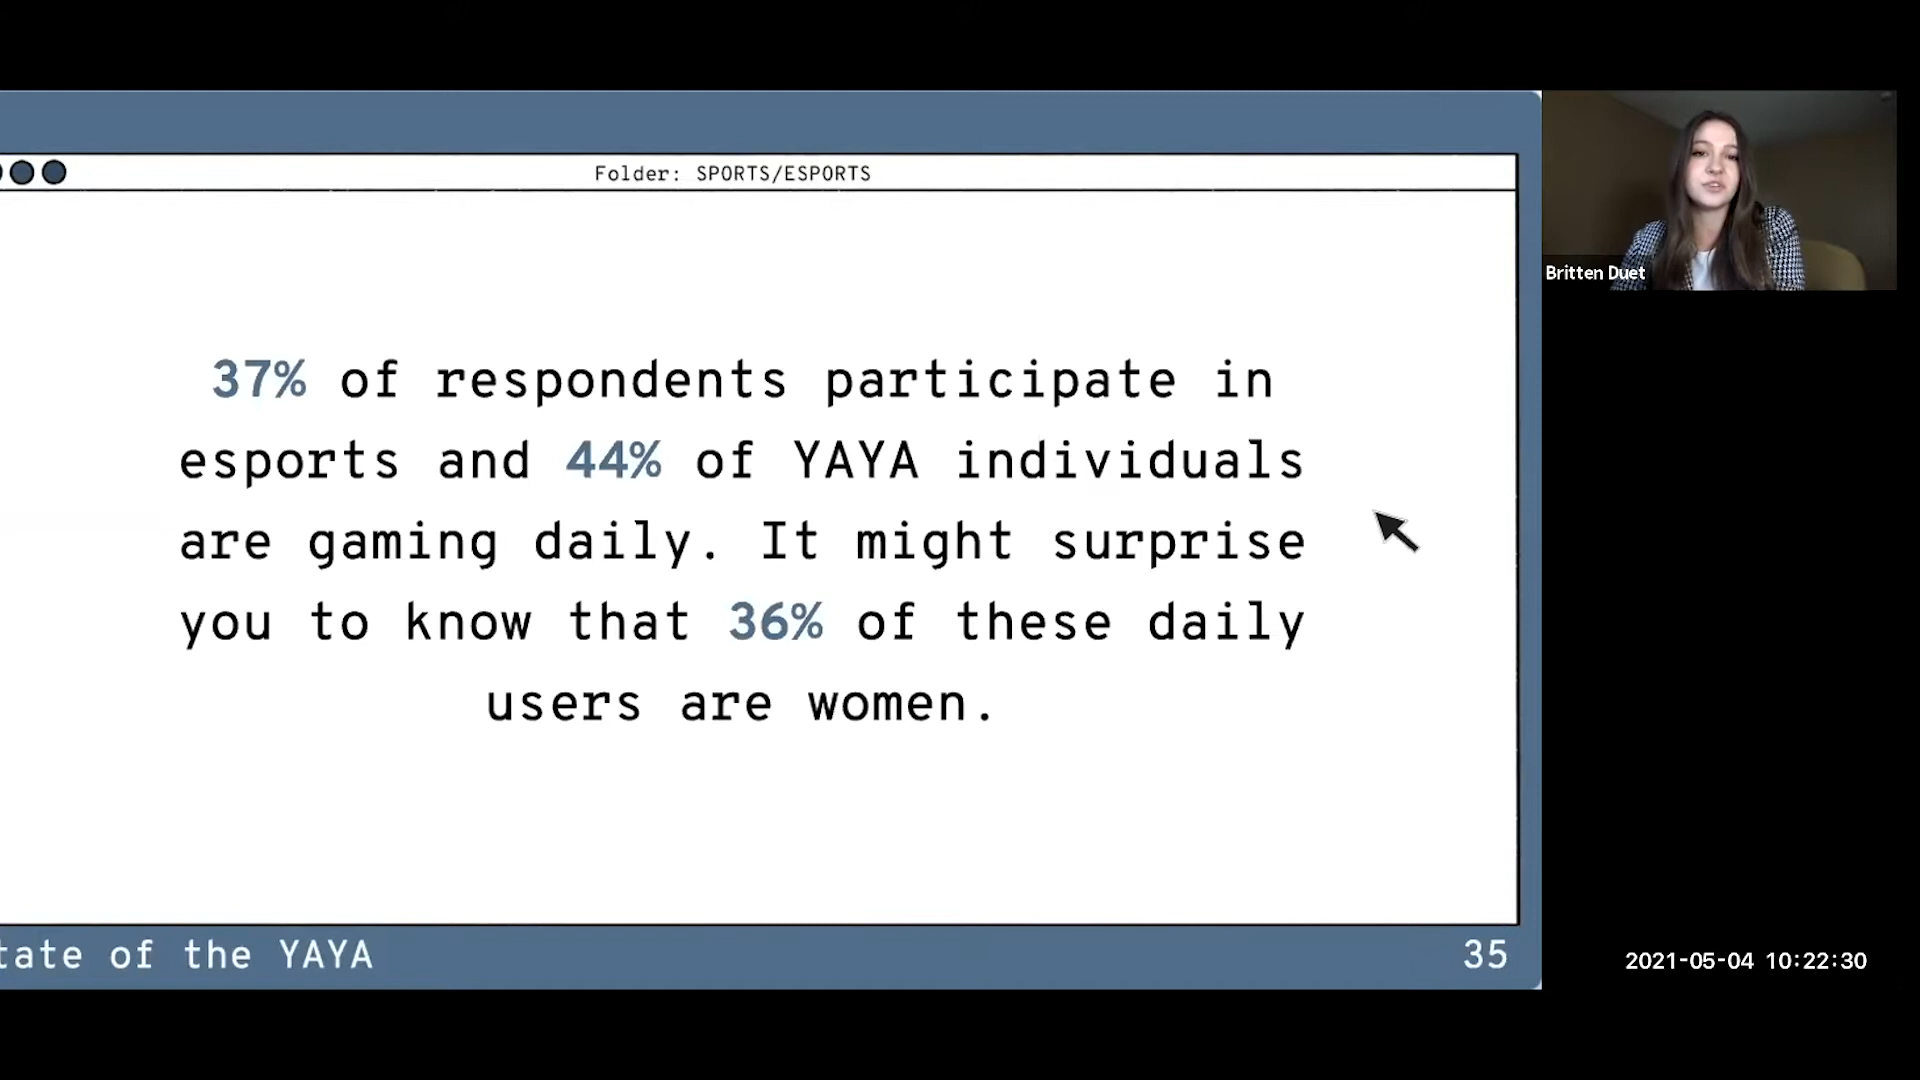 Folder: SPORTS/ESPORTS
37% of respondents participate in
esports and 44% of YAYA individuals
are gaming daily. It might surprise
you to know that 36% of these daily
users are women.
tate of the YAYA
35
Britten Duet
2021-05-04 10:22:30